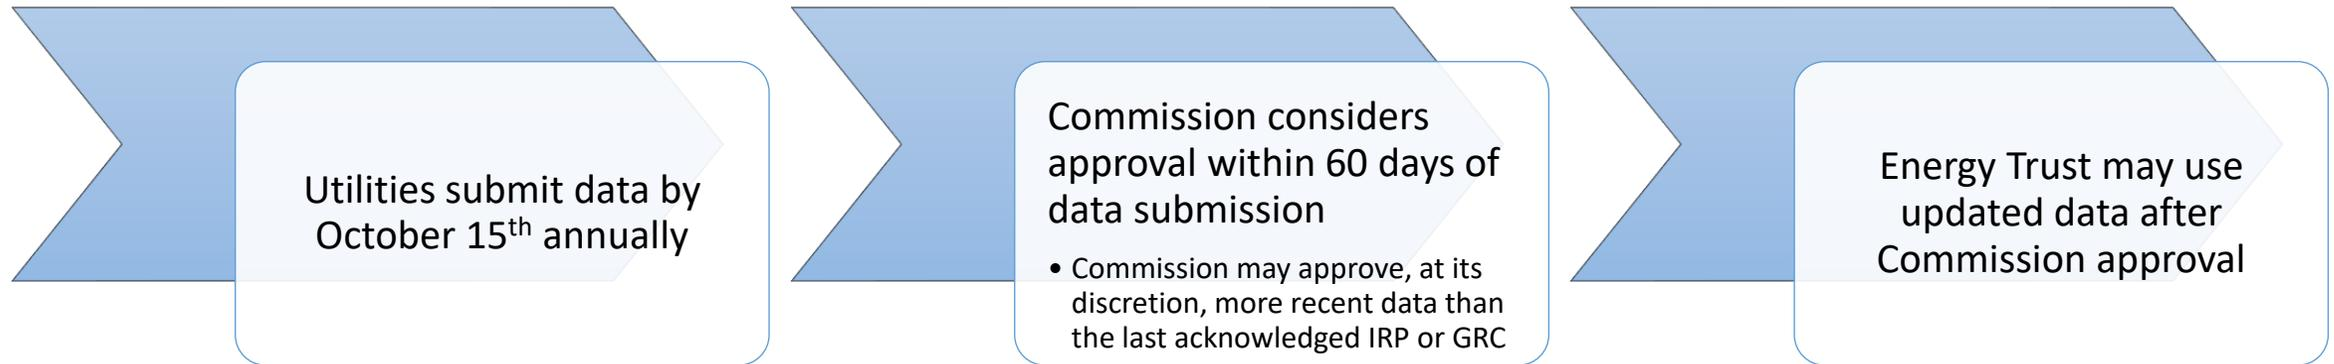 Utilities submit data by
October 15th annually
Commission considers
approval within 60 days of
data submission
• Commission may approve, at its
discretion, more recent data than
the last acknowledged IRP or GRC
Energy Trust may use
updated data after
Commission approval